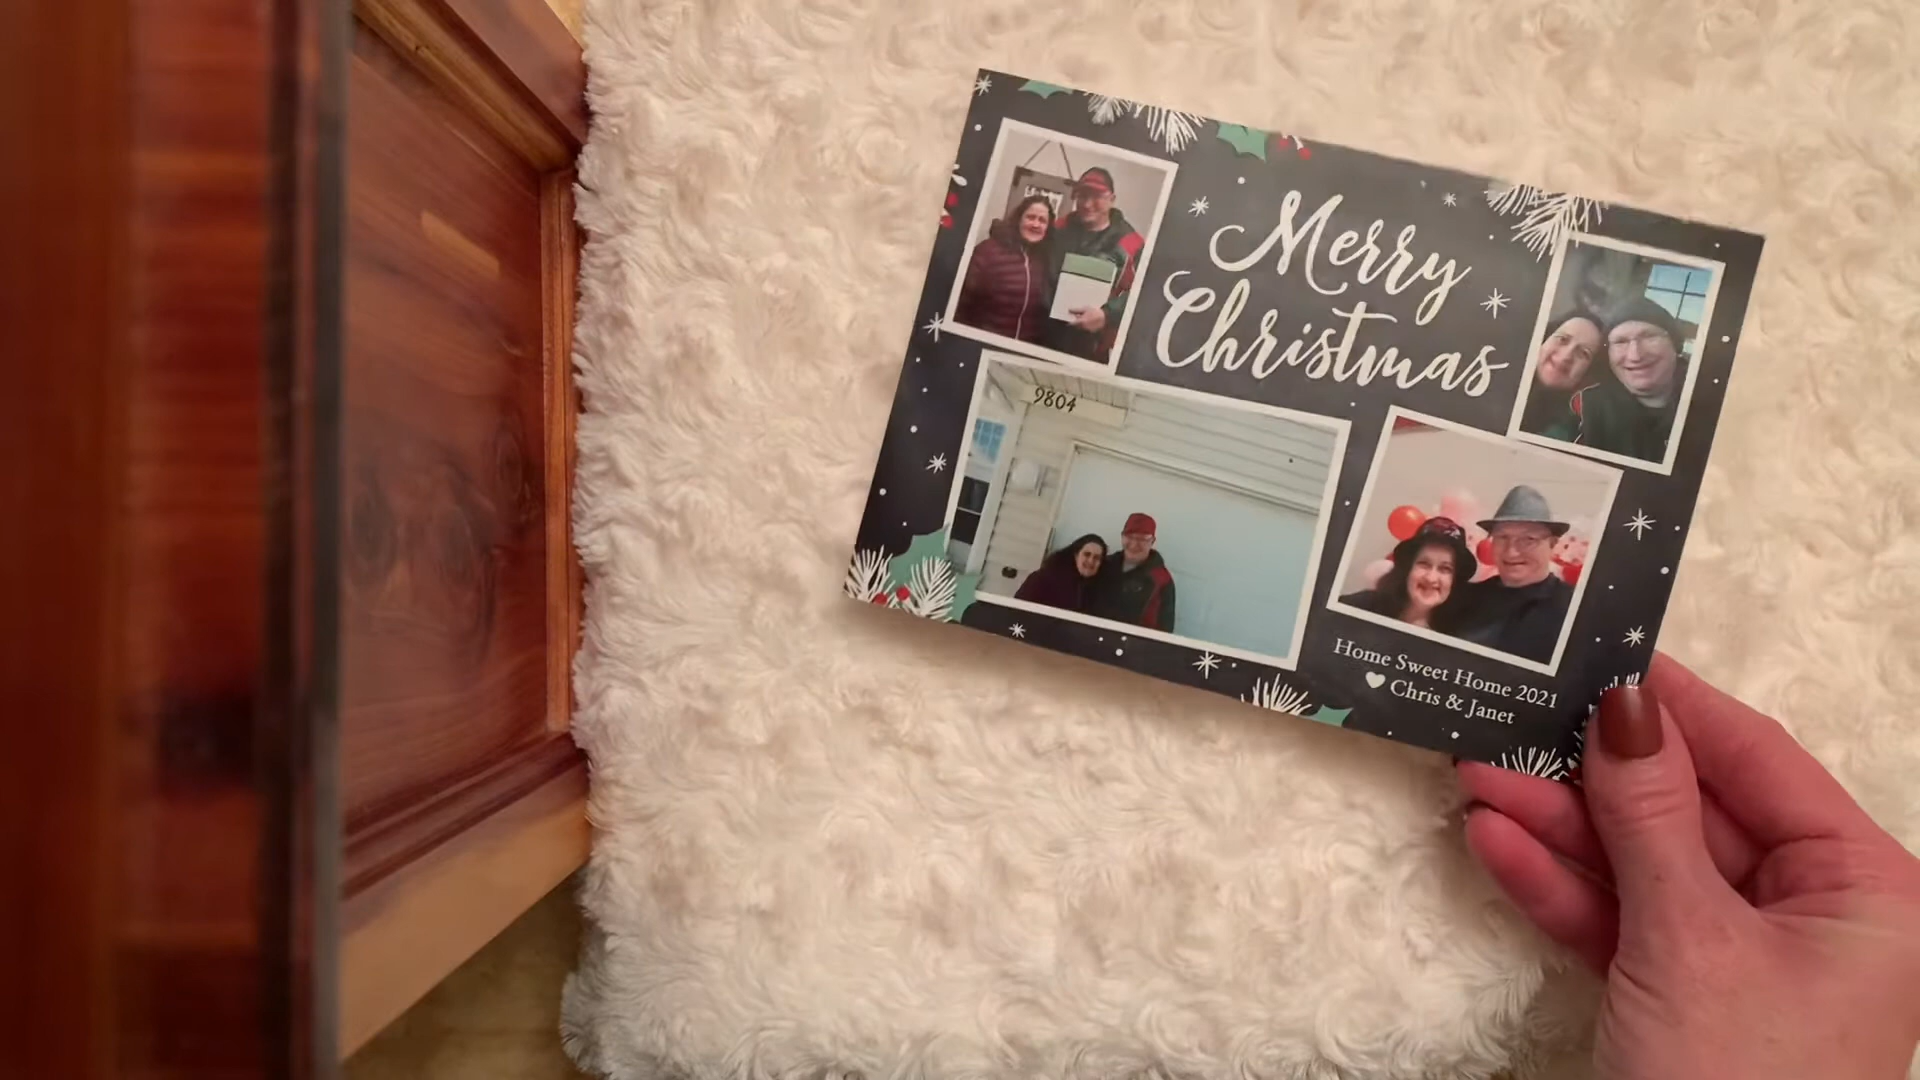 Merry
Christmas
9804
Home Sweet Home 2021
♥ Chris & Janet